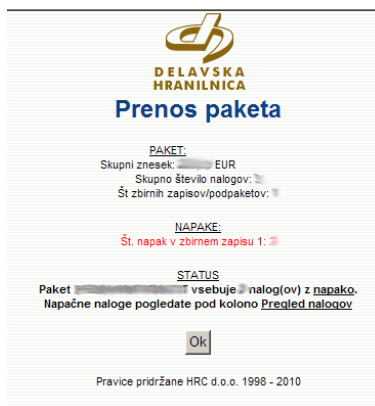 DELAVSKA
HRANILNICA
Prenos paketa
PAKET:
Skupni znesek: EUR
Skupno število nalogov:
Št zbirnih zapisov/podpaketov:
NAPAKE:
Št. napak v zbirnem zapisu 1:
STATUS
Paket vsebuje nalog(ov) z napako.
Napačne naloge pogledate pod kolono Pregled nalogov
Ok
Pravice pridržane HRC d.o.o. 1998 - 2010